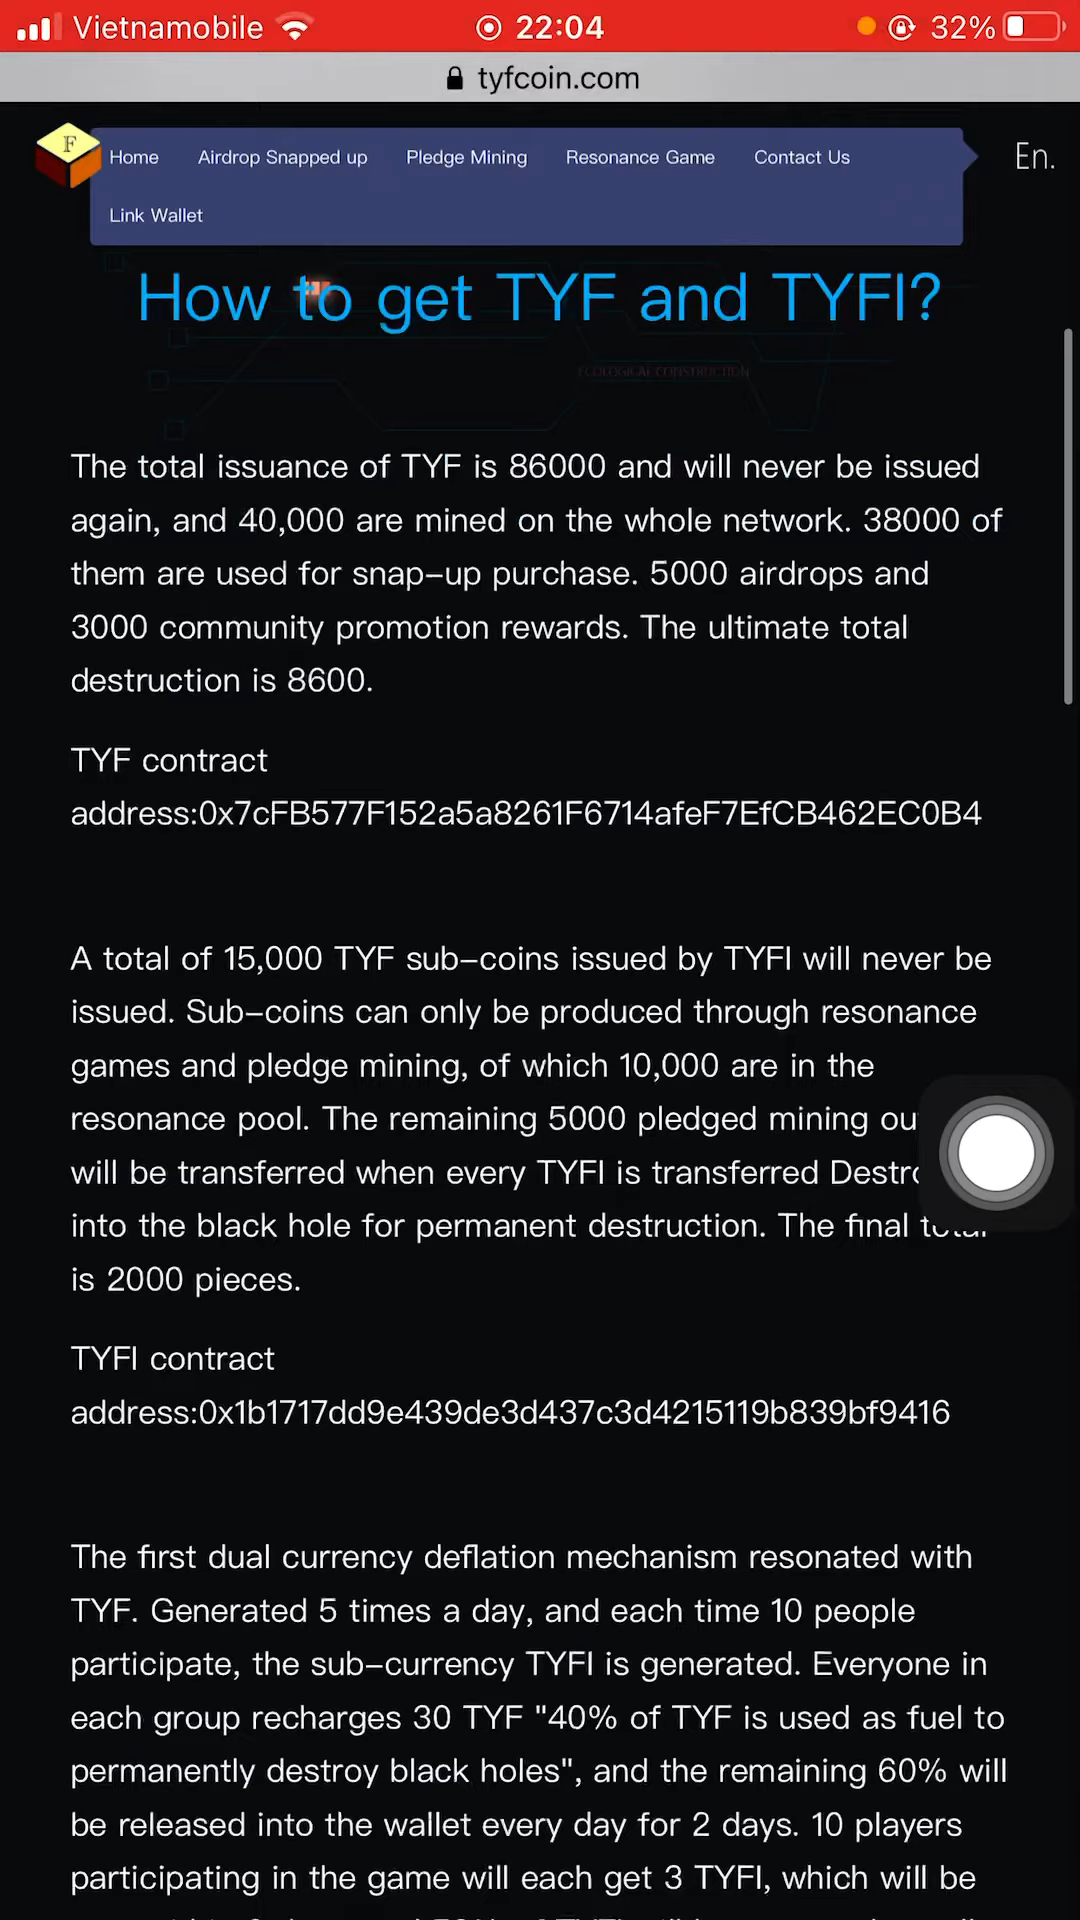 Vietnamobile 22:04 32%
tyfcoin.com
F
Home Airdrop Snapped up Pledge Mining Resonance Game Contact Us En.
Link Wallet
How to get TYF and TYFI?
ECOLOGICAL CONSTRUCTION
The total issuance of TYF is 86000 and will never be issued
again, and 40,000 are mined on the whole network. 38000 of
them are used for snap-up purchase. 5000 airdrops and
3000 community promotion rewards. The ultimate total
destruction is 8600.
TYF contract
address:0x7cFB577F152a5a8261F6714afeF7EfCB462EC0B4
A total of 15,000 TYF sub-coins issued by TYFI will never be
issued. Sub-coins can only be produced through resonance
games and pledge mining, of which 10,000 are in the
resonance pool. The remaining 5000 pledged mining ou
will be transferred when every TYFI is transferred Destro
into the black hole for permanent destruction. The final total
is 2000 pieces.
TYFI contract
address:0x1b1717dd9e439de3d437c3d4215119b839bf9416
The first dual currency deflation mechanism resonated with
TYF. Generated 5 times a day, and each time 10 people
participate, the sub-currency TYFI is generated. Everyone in
each group recharges 30 TYF "40% of TYF is used as fuel to
permanently destroy black holes", and the remaining 60% will
be released into the wallet every day for 2 days. 10 players
participating in the game will each get 3 TYFI, which will be